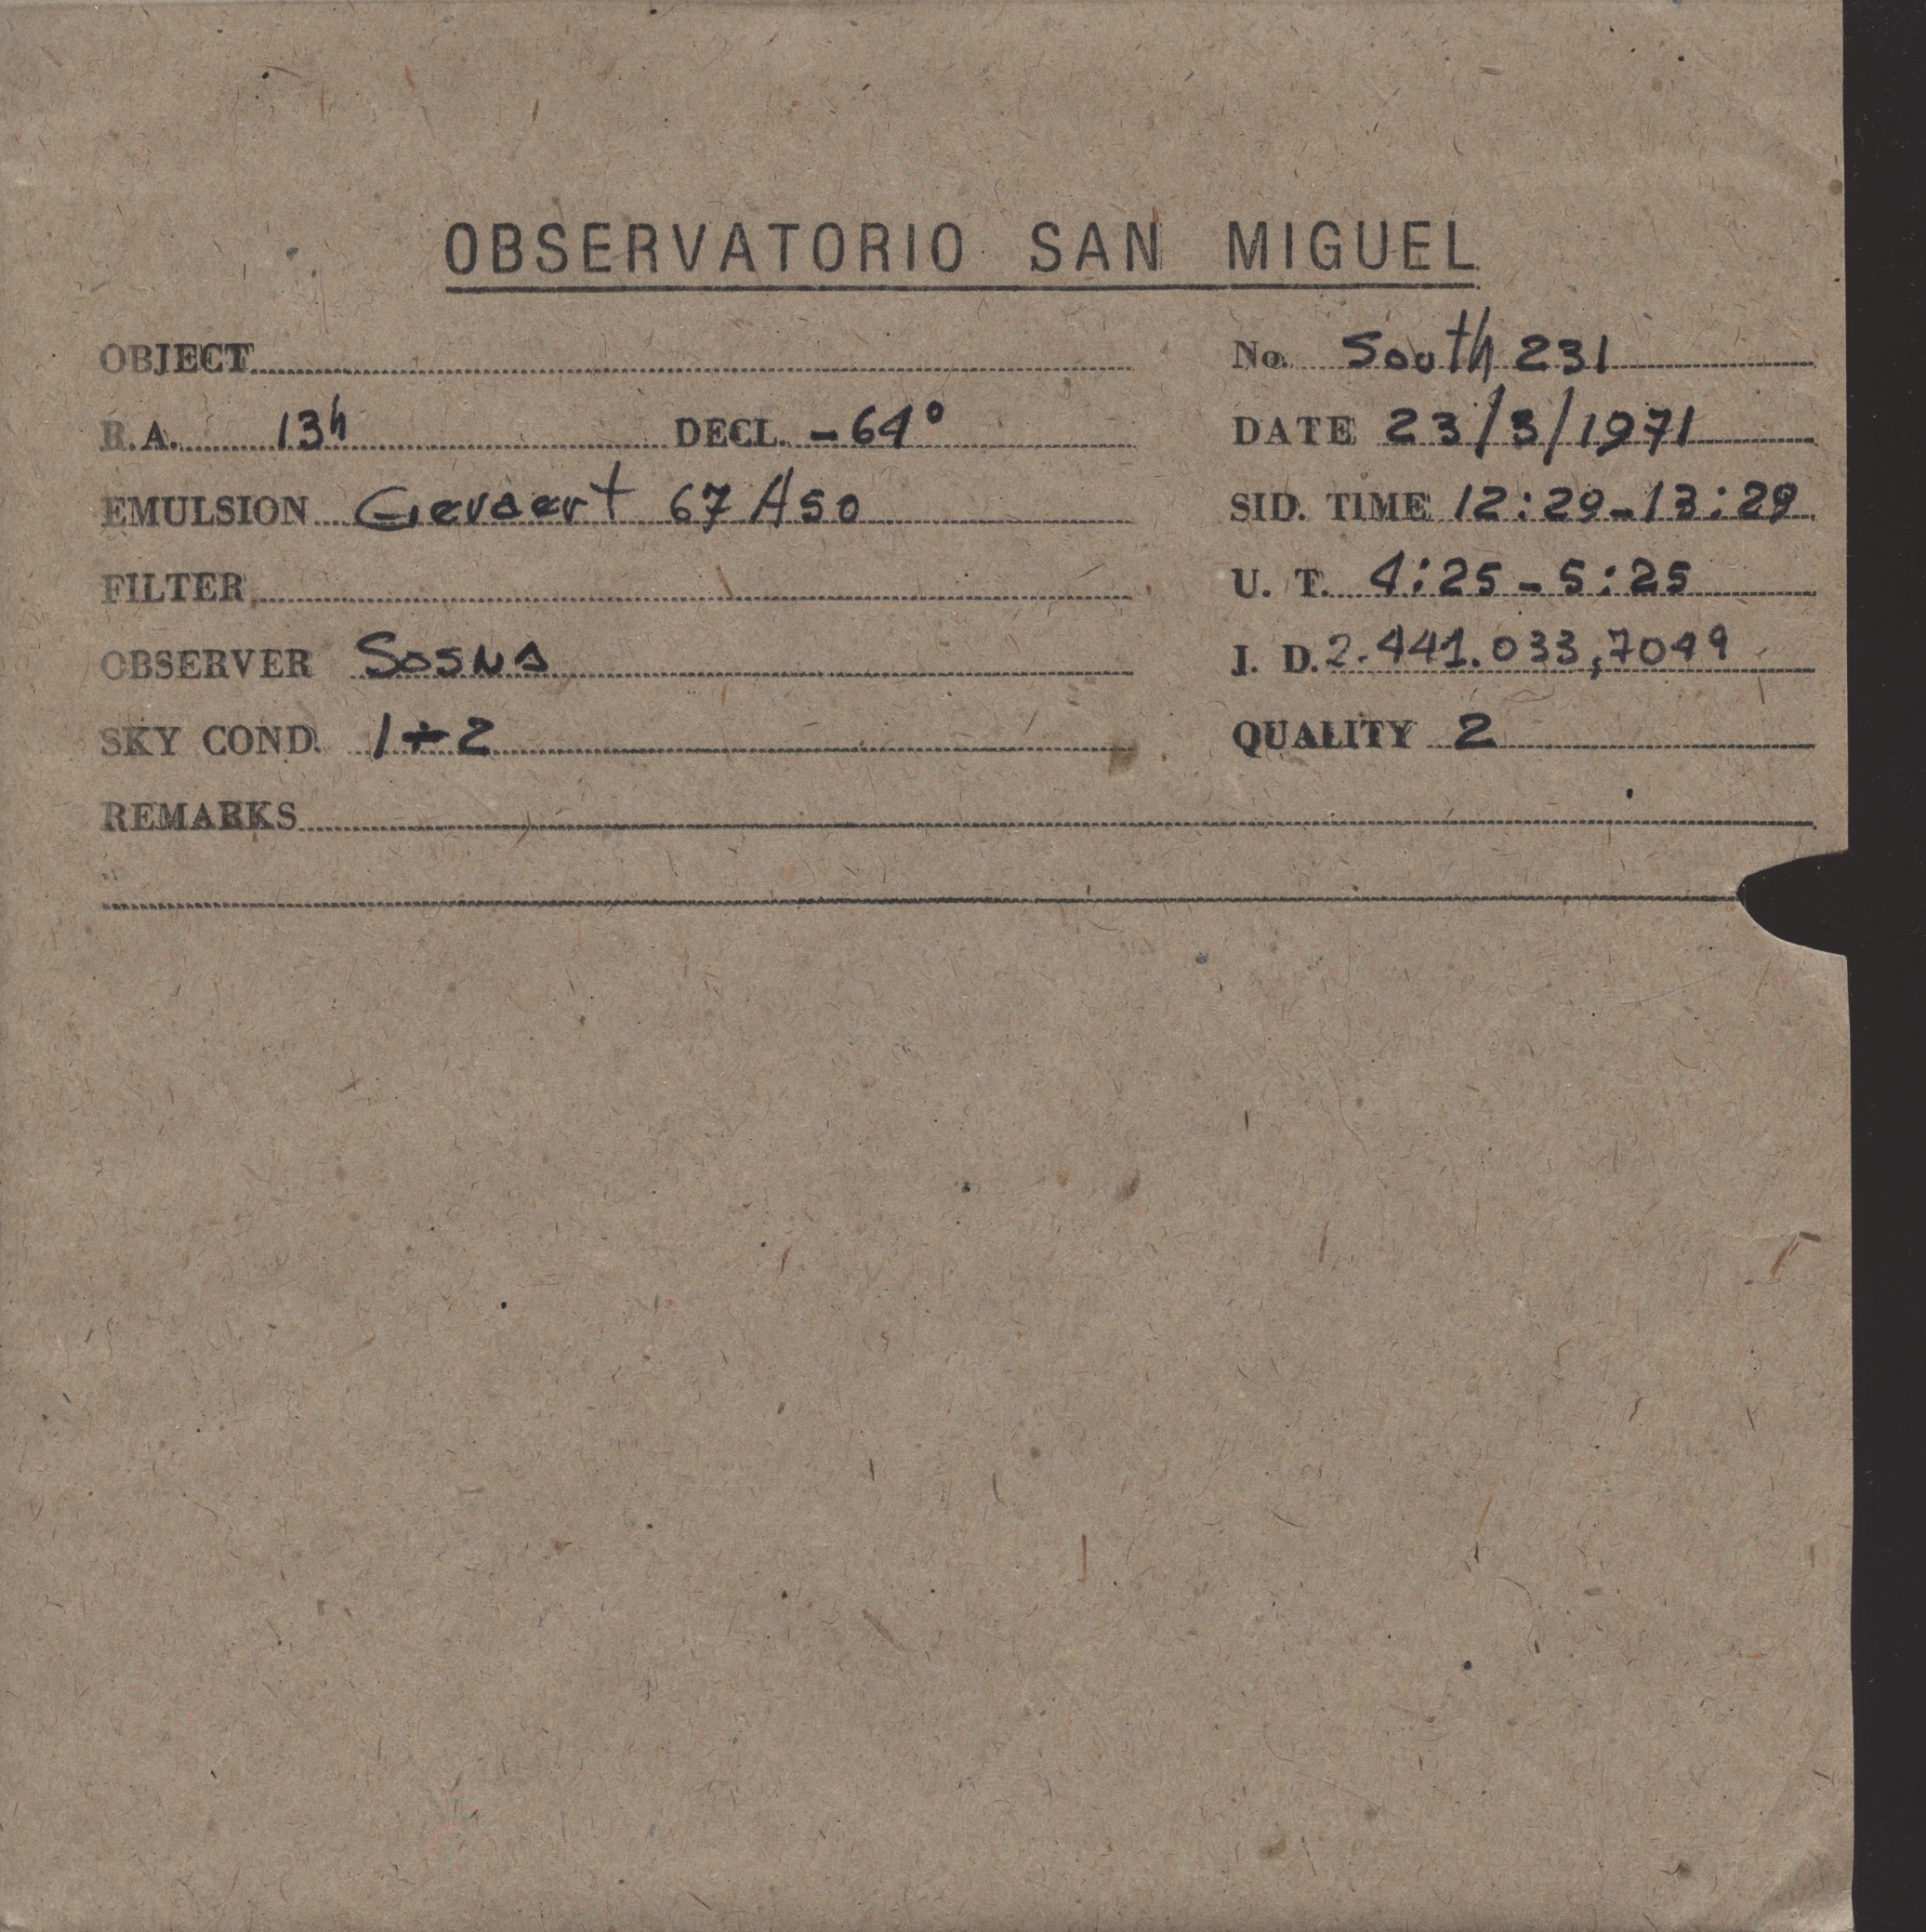 OBSERVATORIO SAN MIGUEL
OBJECT
No. South 231
R.A. 13h DECL. -64°
DATE 23/3/1971
EMULSION Gevaert 67 A50
SID. TIME 12:29-13:29
FILTER
U. T. 4:25-5:25
OBSERVER Sosna
J. D. 2.441.033,7049
SKY COND. 1÷2
QUALITY 2
REMARKS